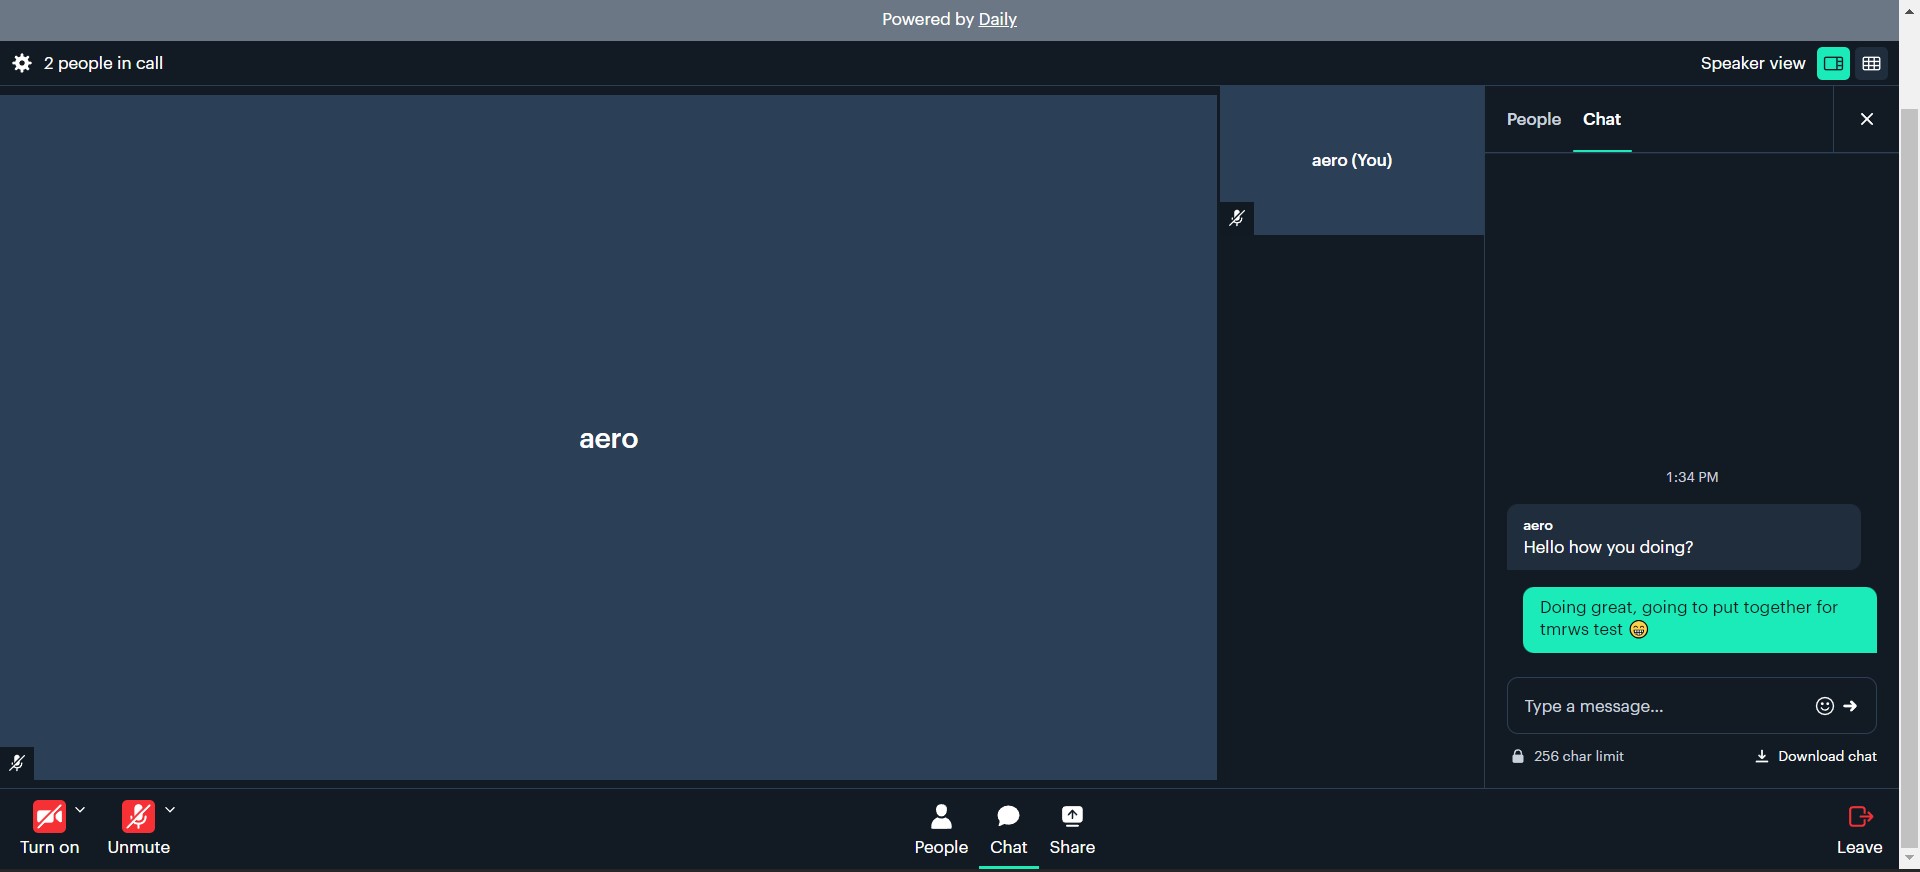 Powered by Daily
2 people in call
Speaker view
aero
aero (You)
People Chat
1:34 PM
aero
Hello how you doing?
Doing great, going to put together for
tmrws test 😁
Type a message...
256 char limit
Download chat
Turn on
Unmute
People
Chat
Share
Leave